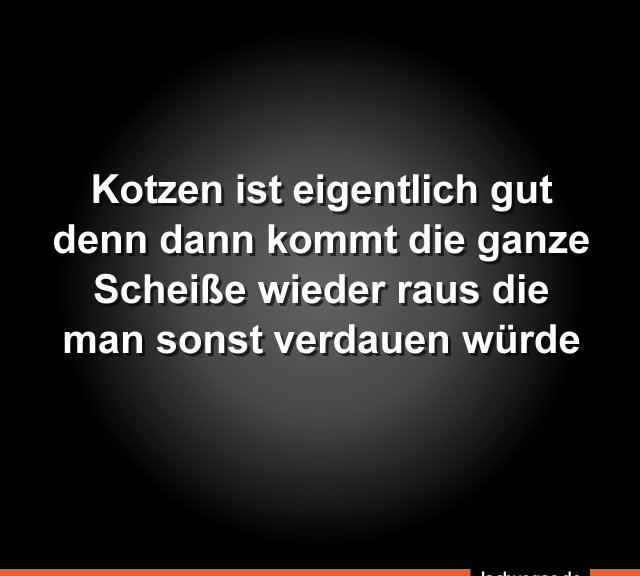 Kotzen ist eigentlich gut
denn dann kommt die ganze
Scheiße wieder raus die
man sonst verdauen würde